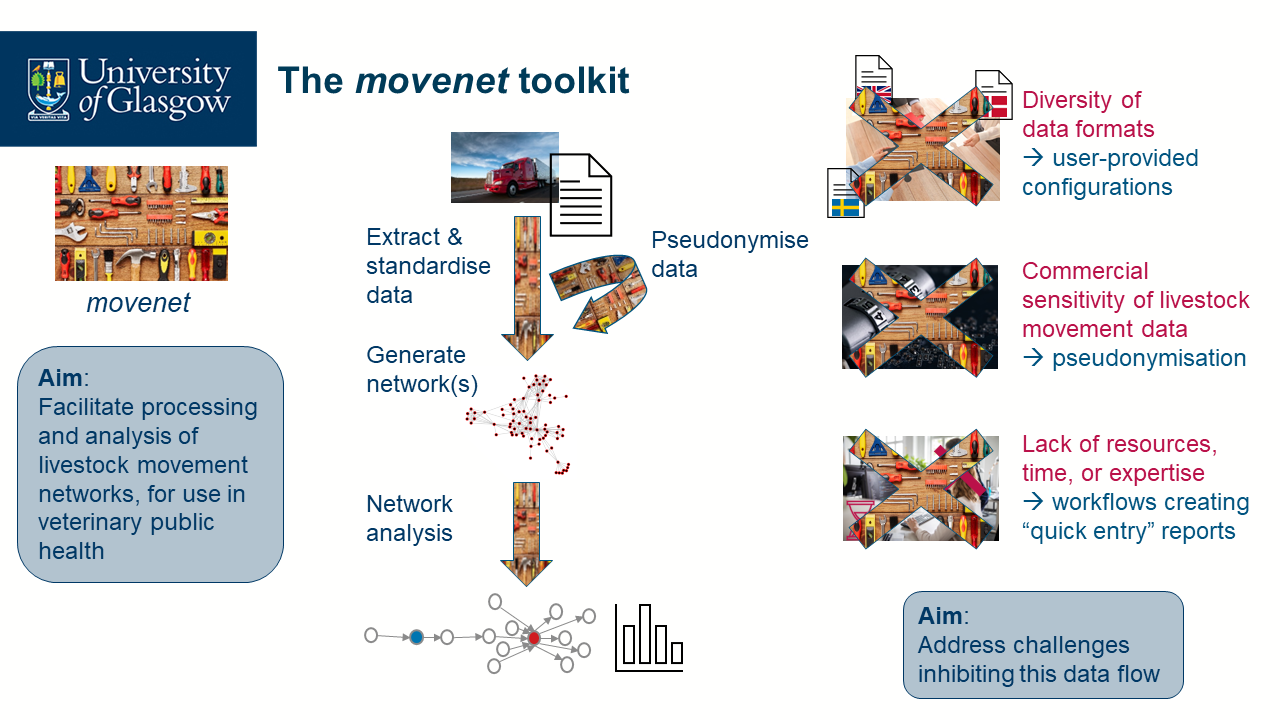 University
of Glasgow
VIA VERITAS VITA
The movenet toolkit
movenet
Aim:
Facilitate processing
and analysis of
livestock movement
networks, for use in
veterinary public
health
Extract &
standardise
data
Pseudonymise
data
Generate
network(s)
Network
analysis
Diversity of
data formats
→ user-provided
configurations
Commercial
sensitivity of livestock
movement data
→ pseudonymisation
Lack of resources,
time, or expertise
→ workflows creating
“quick entry” reports
Aim:
Address challenges
inhibiting this data flow